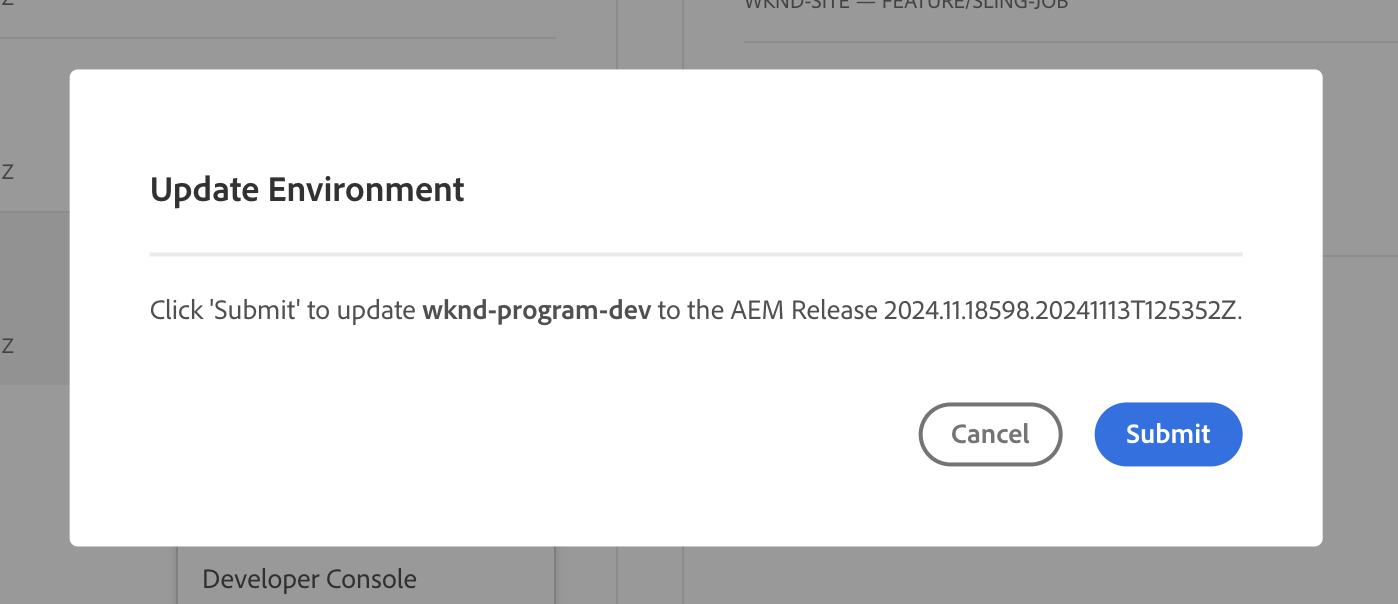 WKND-SITE — FEATURE/SLING-JOB
Z
Update Environment
Click 'Submit' to update wknd-program-dev to the AEM Release 2024.11.18598.20241113T125352Z.
Z
Cancel
Submit
Developer Console